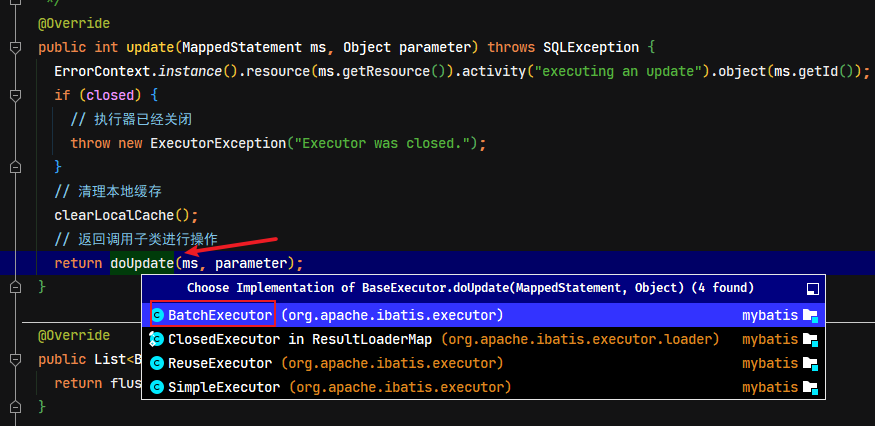 */
@Override
public int update(MappedStatement ms, Object parameter) throws SQLException {
ErrorContext.instance().resource(ms.getResource()).activity("executing an update").object(ms.getId());
if (closed) {
// 执行器已经关闭
throw new ExecutorException("Executor was closed.");
}
// 清理本地缓存
clearLocalCache();
// 返回调用子类进行操作
return doUpdate(ms, parameter);
}
Choose Implementation of BaseExecutor.doUpdate(MappedStatement, Object) (4 found)
BatchExecutor (org.apache.ibatis.executor) mybatis
ClosedExecutor in ResultLoaderMap (org.apache.ibatis.executor.loader) mybatis
ReuseExecutor (org.apache.ibatis.executor) mybatis
SimpleExecutor (org.apache.ibatis.executor) mybatis
@Override
public List<B
return flus
}